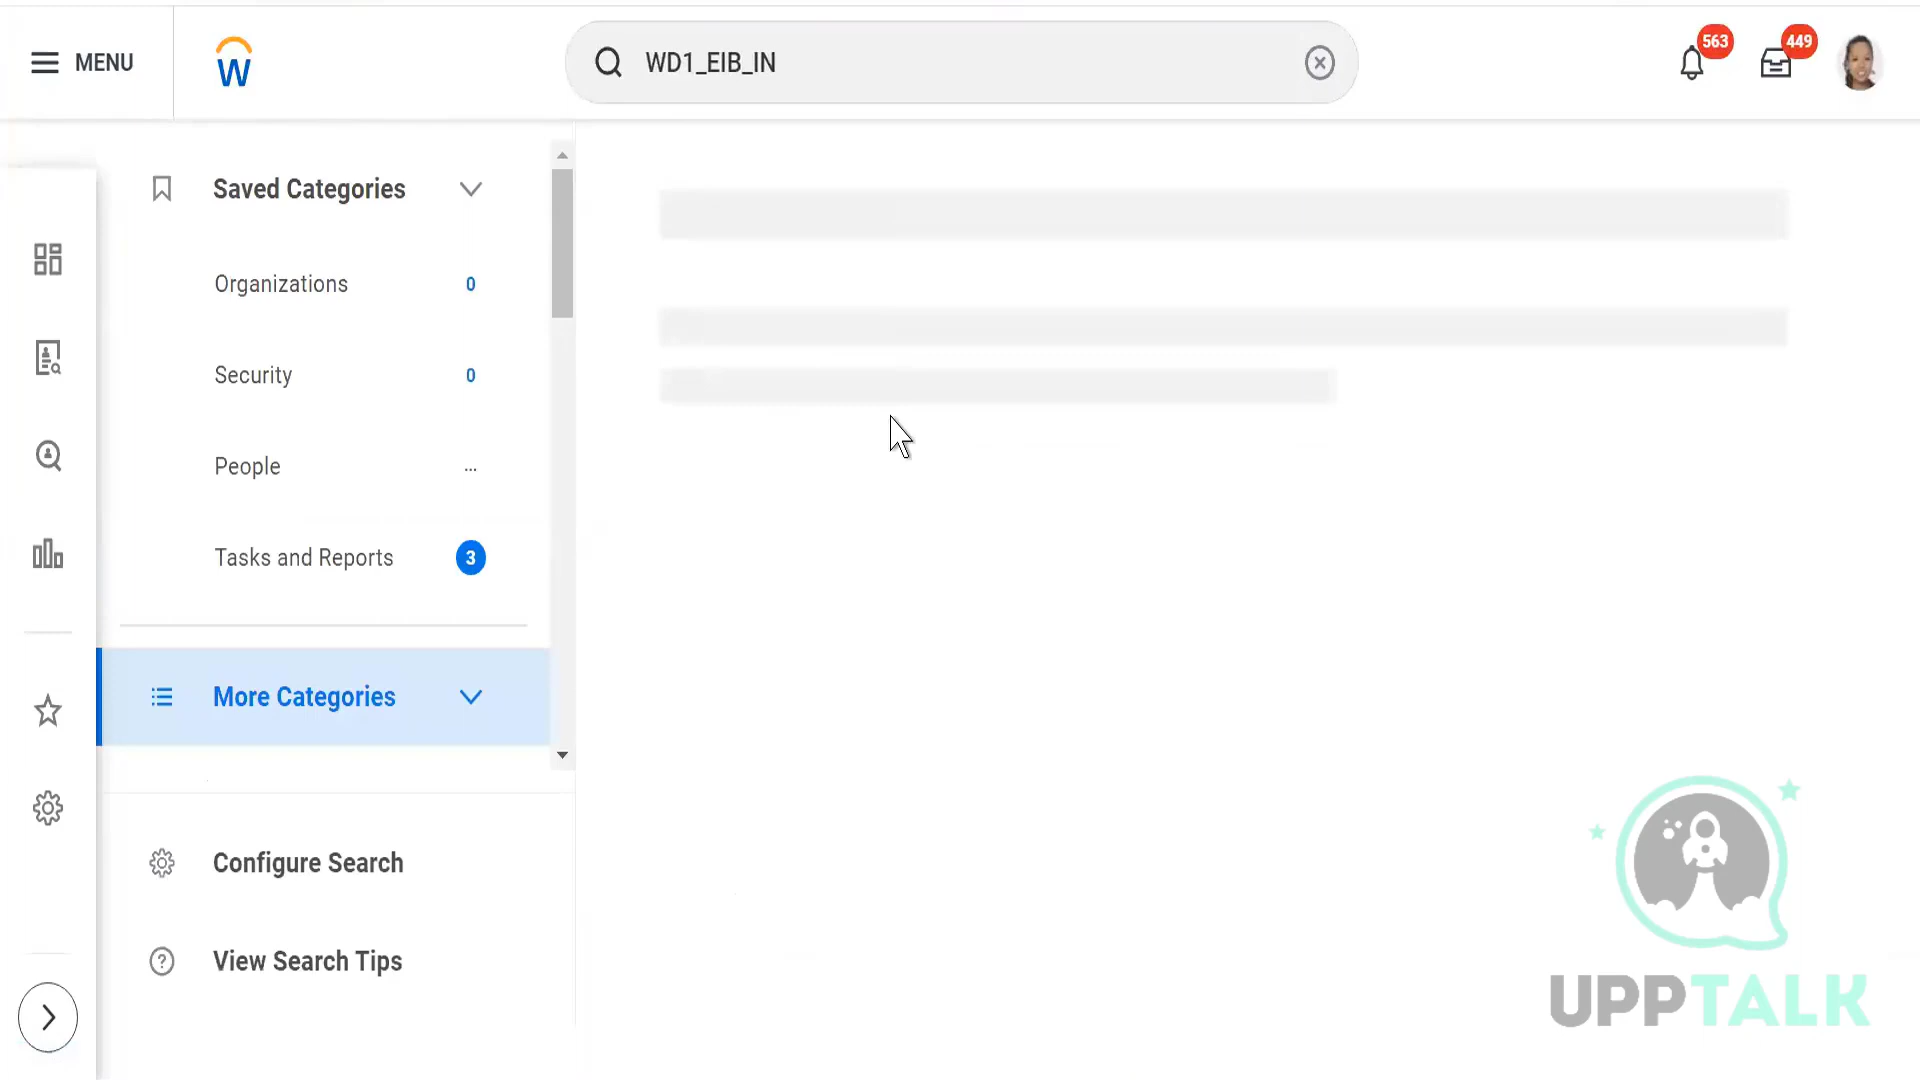 MENU
W
WD1_EIB_IN
563
449
Saved Categories
Organizations 0
Security 0
People ...
Tasks and Reports 3
More Categories
Configure Search
View Search Tips
UPPTALK